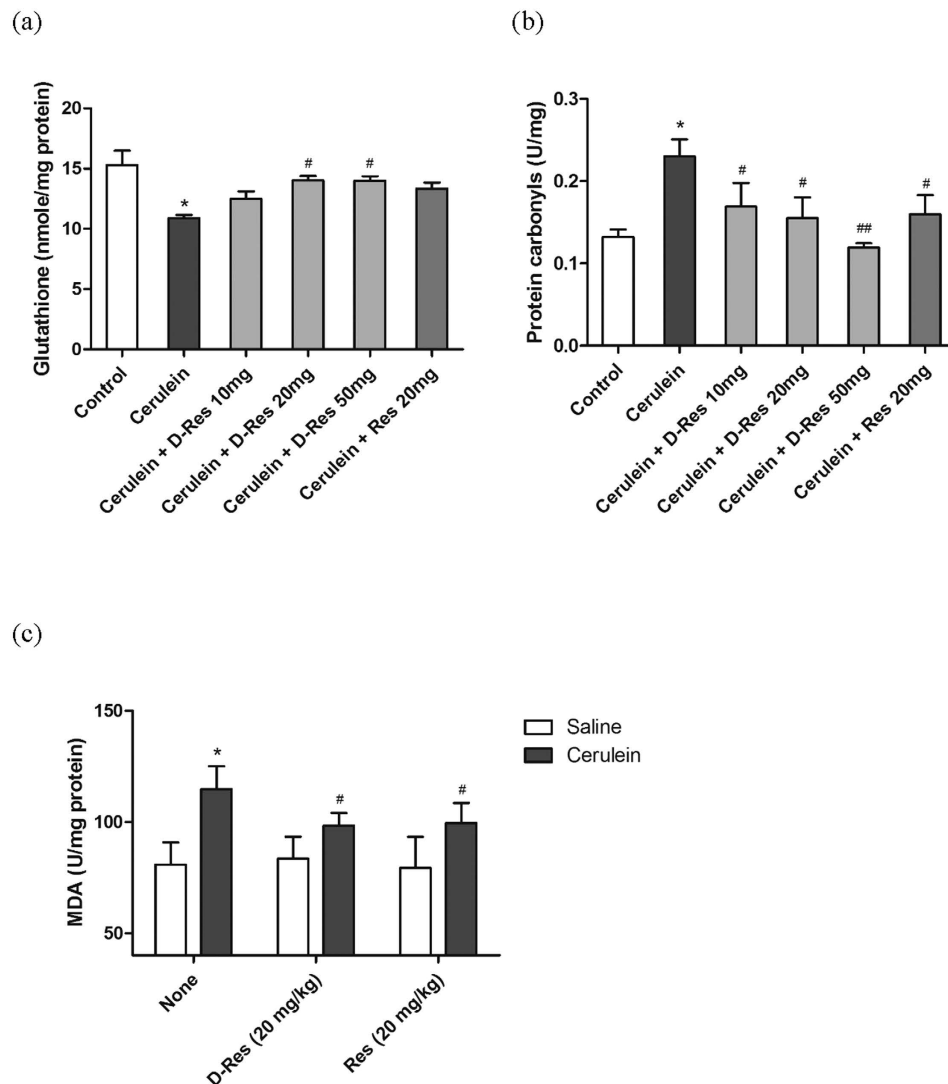 (a)
Glutathione (nmole/mg protein)
20
15
10
5
0
*
#
#
Control
Cerulein
Cerulein + D-Res 10mg
Cerulein + D-Res 20mg
Cerulein + D-Res 50mg
Cerulein + Res 20mg
(b)
Protein carbonyls (U/mg)
0.3
0.2
0.1
0.0
*
#
#
##
#
Control
Cerulein
Cerulein + D-Res 10mg
Cerulein + D-Res 20mg
Cerulein + D-Res 50mg
Cerulein + Res 20mg
(c)
MDA (U/mg protein)
150
100
50
*
#
#
None
D-Res (20 mg/kg)
Res (20 mg/kg)
Saline
Cerulein